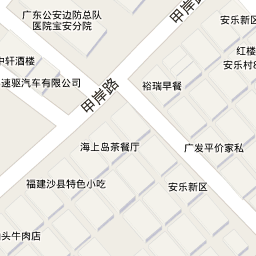 广东公安边防总队
医院宝安分院
甲岸路
安乐新区
中轩酒楼
红楼
安乐村8
速驱汽车有限公司
裕瑞早餐
甲岸路
海上岛茶餐厅
广发平价家私
福建沙县特色小吃
安乐新区
汕头牛肉店